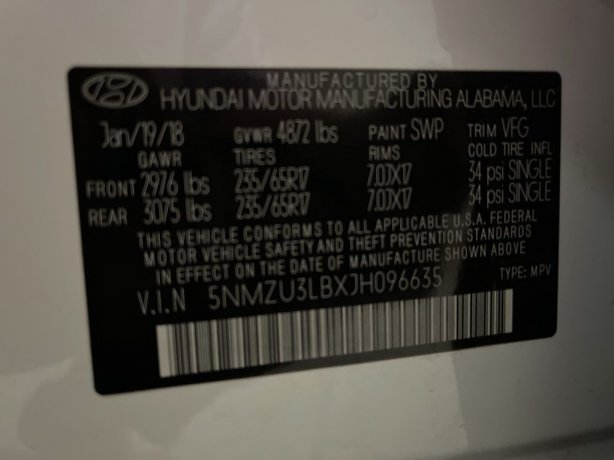 MANUFACTURED BY
HYUNDAI MOTOR MANUFACTURING ALABAMA, LLC
Jan/19/18 GVWR 4872 lbs PAINT SWP TRIM VFG
GAWR TIRES RIMS COLD TIRE INFL
FRONT 2976 lbs 235/65R17 7.0JX17 34 psi SINGLE
REAR 3075 lbs 235/65R17 7.0JX17 34 psi SINGLE
THIS VEHICLE CONFORMS TO ALL APPLICABLE U.S.A. FEDERAL
MOTOR VEHICLE SAFETY AND THEFT PREVENTION STANDARDS
IN EFFECT ON THE DATE OF MANUFACTURE SHOWN ABOVE
V.I.N 5NMZU3LBXJH096635 TYPE: MPV